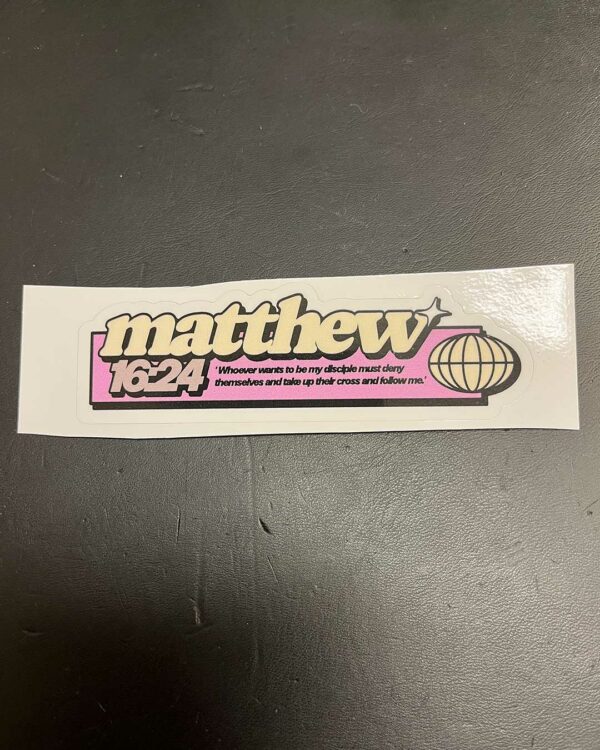 matthew
16:24
'Whoever wants to be my disciple must deny
themselves and take up their cross and follow me.'